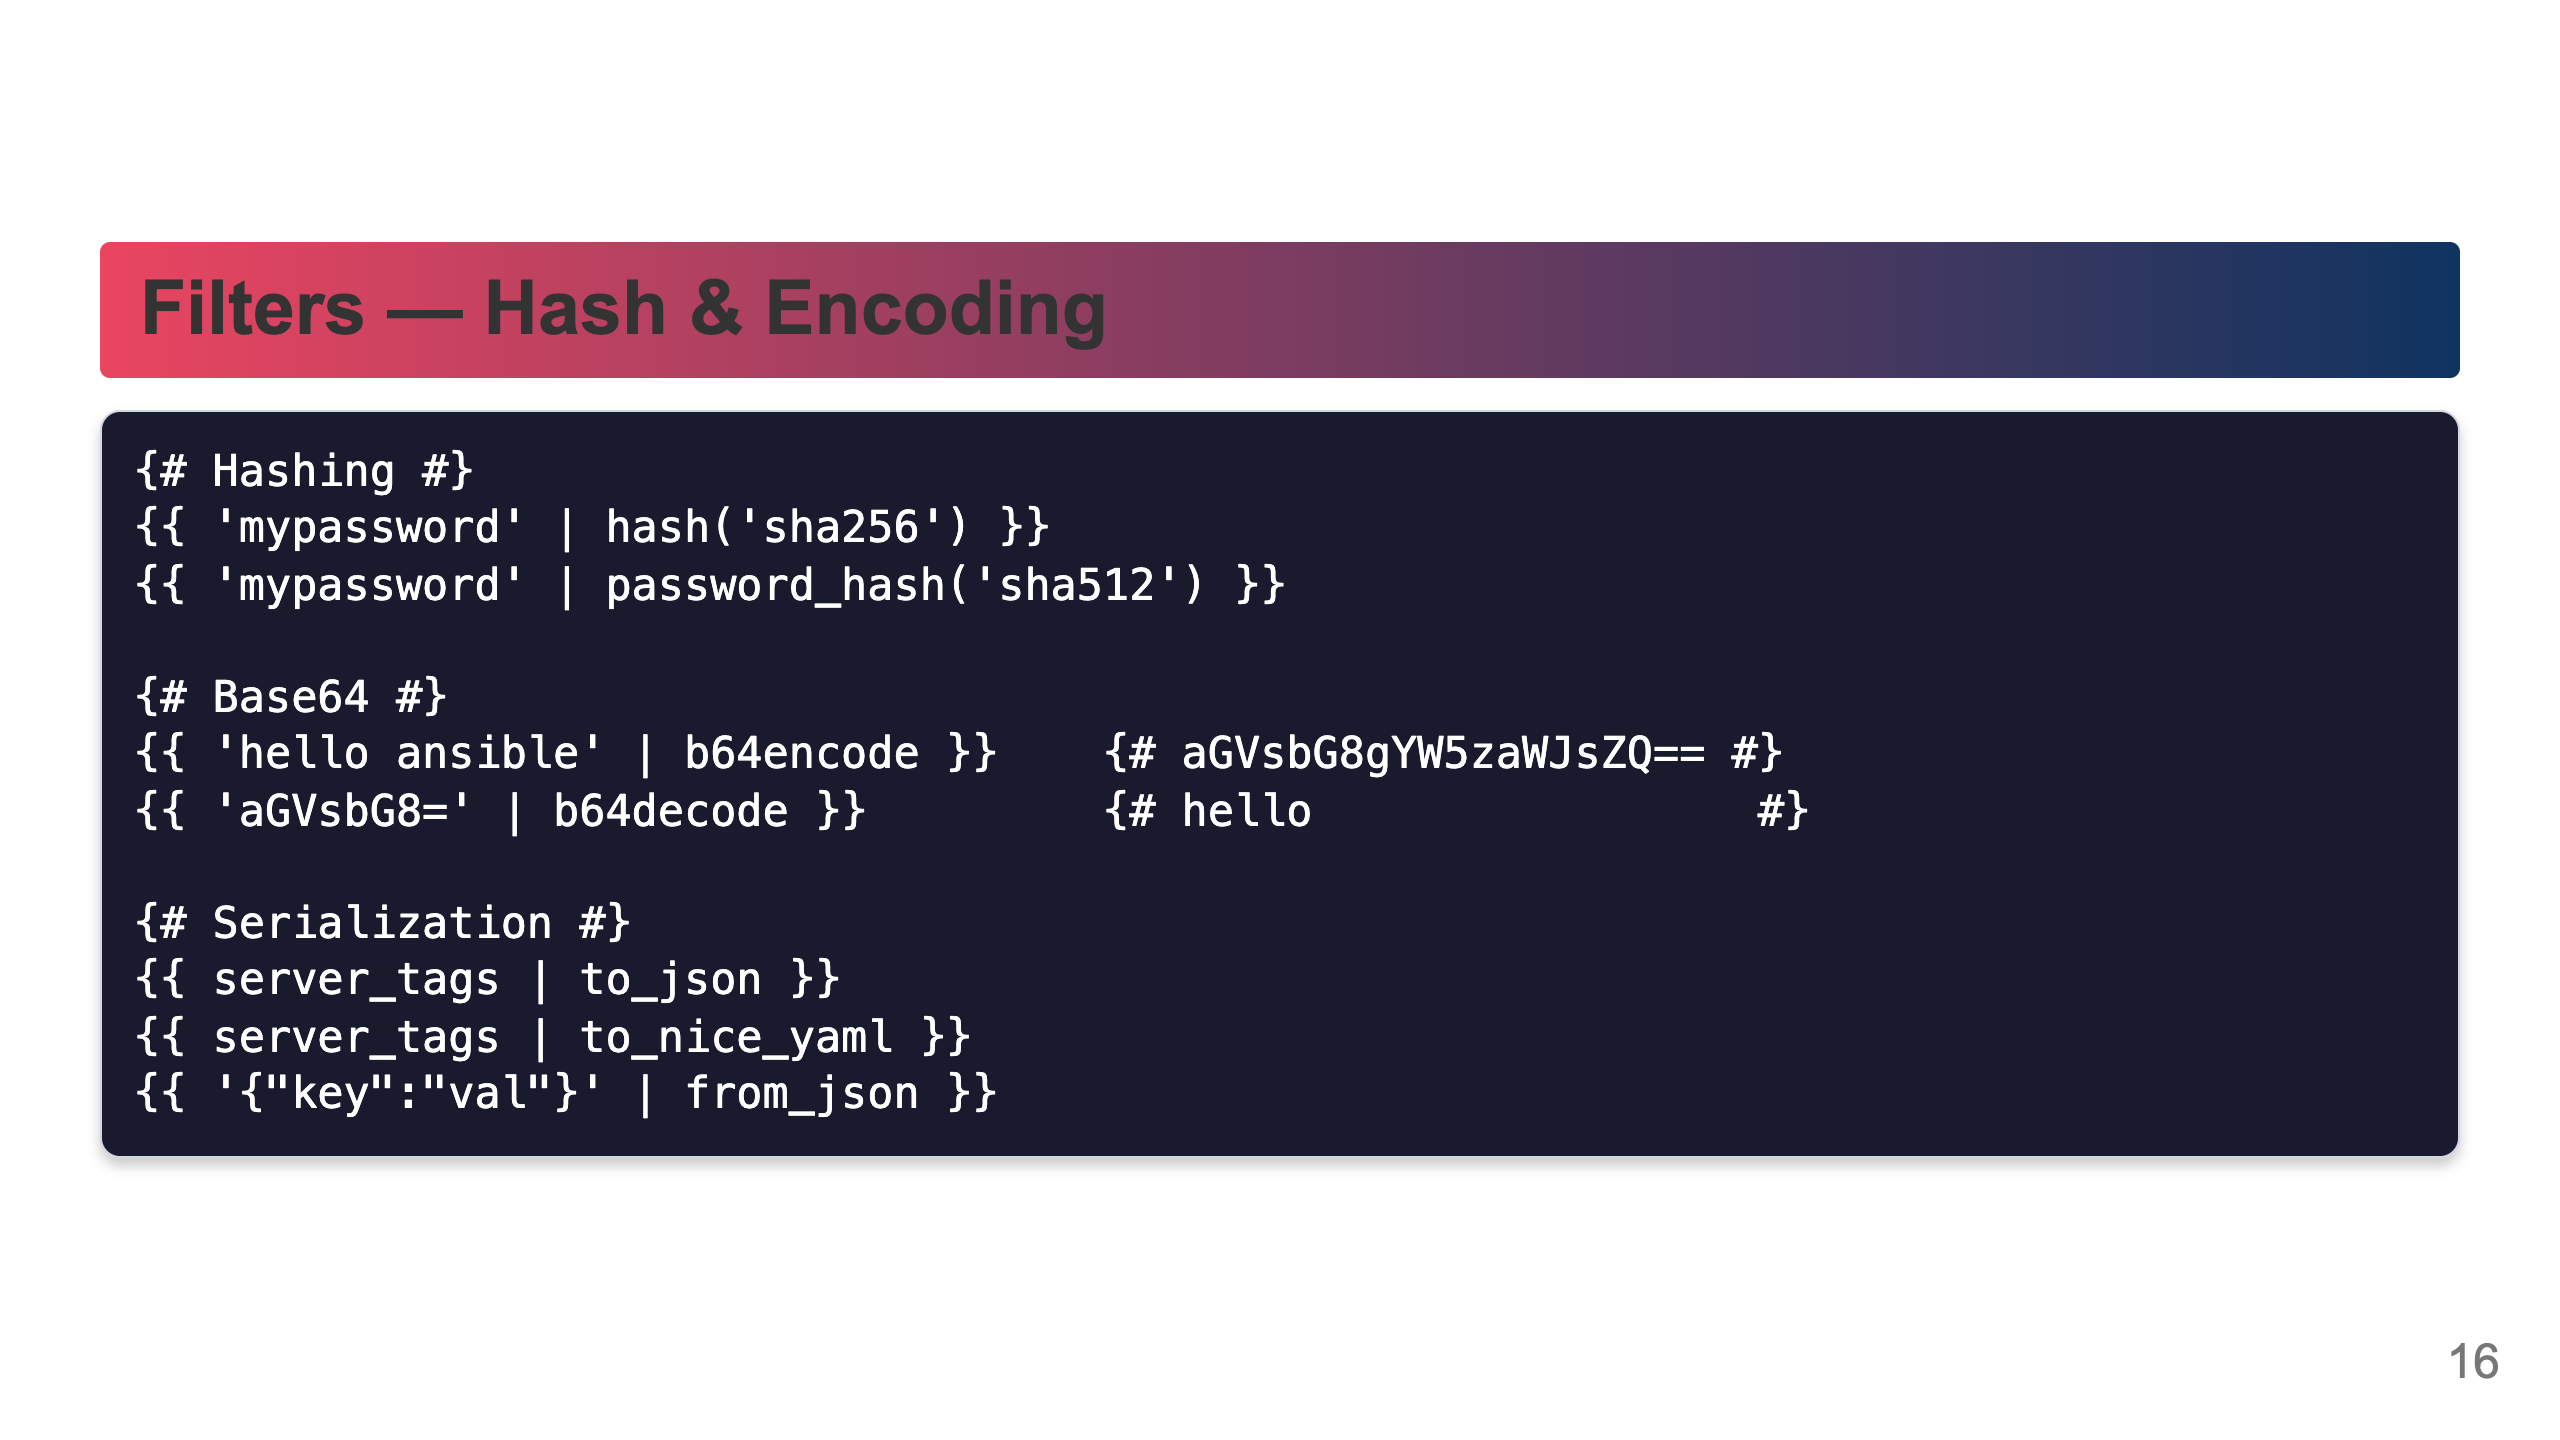 Filters — Hash & Encoding
{# Hashing #}
{{ 'mypassword' | hash('sha256') }}
{{ 'mypassword' | password_hash('sha512') }}
{# Base64 #}
{{ 'hello ansible' | b64encode }}    {# aGVsbG8gYW5zaWJsZQ== #}
{{ 'aGVsbG8=' | b64decode }}         {# hello                 #}
{# Serialization #}
{{ server_tags | to_json }}
{{ server_tags | to_nice_yaml }}
{{ '{"key":"val"}' | from_json }}
16